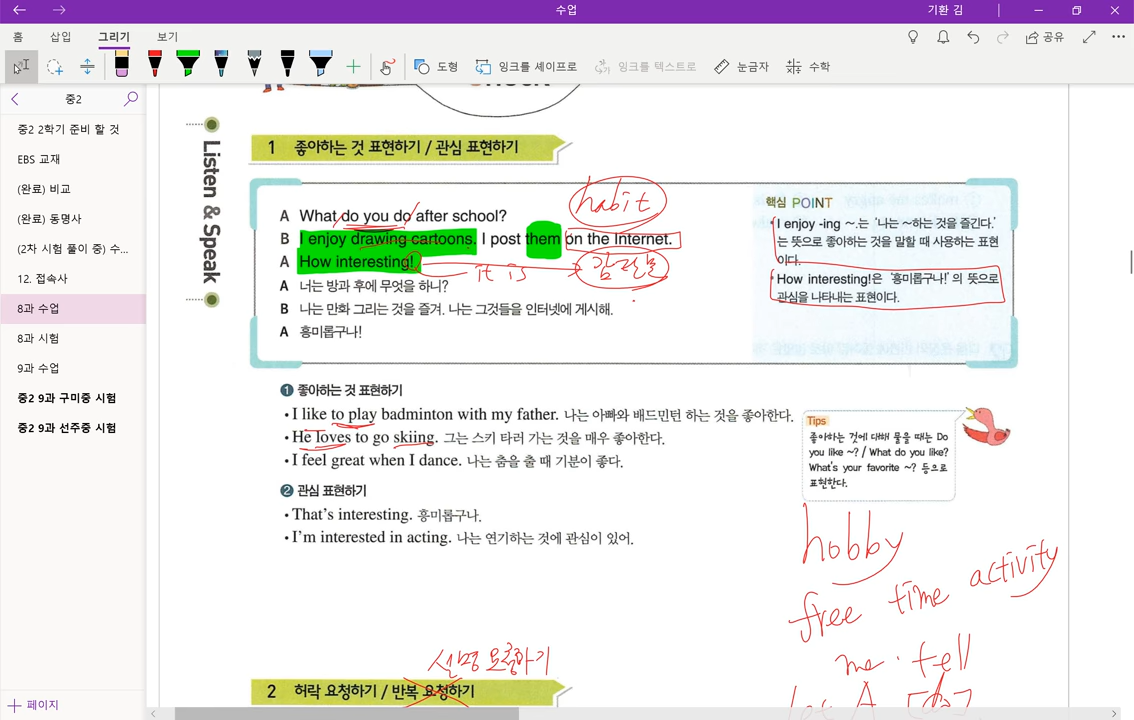 수업
기환 김
홈 삽입 그리기 보기
도형 잉크를 셰이프로 잉크를 텍스트로 눈금자 수학 공유
중2
중2 2학기 준비 할 것
EBS 교재
(완료) 비교
(완료) 동명사
(2차 시험 풀이 중) 수...
12. 접속사
8과 수업
8과 시험
9과 수업
중2 9과 구미중 시험
중2 9과 선주중 시험
페이지
Listen & Speak
1 좋아하는 것 표현하기 / 관심 표현하기
habit
A What do you do after school?
B I enjoy drawing cartoons. I post them on the Internet.
A How interesting!
it is
감탄문
A 너는 방과 후에 무엇을 하니?
B 나는 만화 그리는 것을 즐겨. 나는 그것들을 인터넷에 게시해.
A 흥미롭구나!
핵심 POINT
• I enjoy -ing ~.는 ‘나는 ~하는 것을 즐긴다.’
는 뜻으로 좋아하는 것을 말할 때 사용하는 표현
이다.
• How interesting!은 ‘흥미롭구나!’의 뜻으로
관심을 나타내는 표현이다.
1 좋아하는 것 표현하기
• I like to play badminton with my father. 나는 아빠와 배드민턴 하는 것을 좋아한다.
• He loves to go skiing. 그는 스키 타러 가는 것을 매우 좋아한다.
• I feel great when I dance. 나는 춤을 출 때 기분이 좋다.
2 관심 표현하기
• That's interesting. 흥미롭구나.
• I'm interested in acting. 나는 연기하는 것에 관심이 있어.
Tips
좋아하는 것에 대해 물을 때는 Do
you like ~? / What do you like?
What's your favorite ~? 등으로
표현한다.
hobby
free time activity
me. tell
let A [do].
설명 요청하기
2 허락 요청하기 / 반복 요청하기